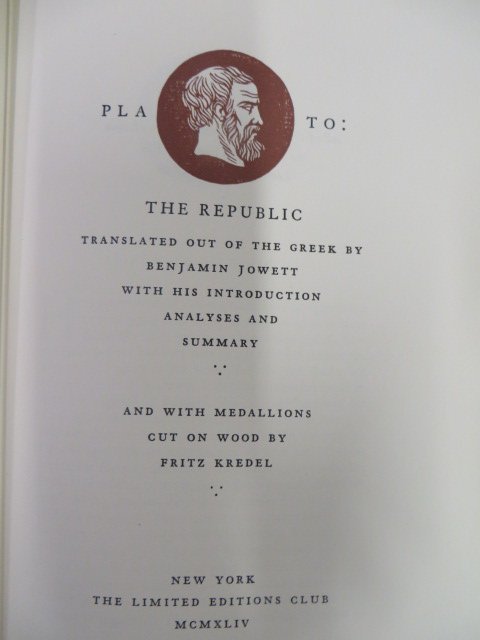 PLA TO:
THE REPUBLIC
TRANSLATED OUT OF THE GREEK BY
BENJAMIN JOWETT
WITH HIS INTRODUCTION
ANALYSES AND
SUMMARY
AND WITH MEDALLIONS
CUT ON WOOD BY
FRITZ KREDEL
NEW YORK
THE LIMITED EDITIONS CLUB
MCMXLIV